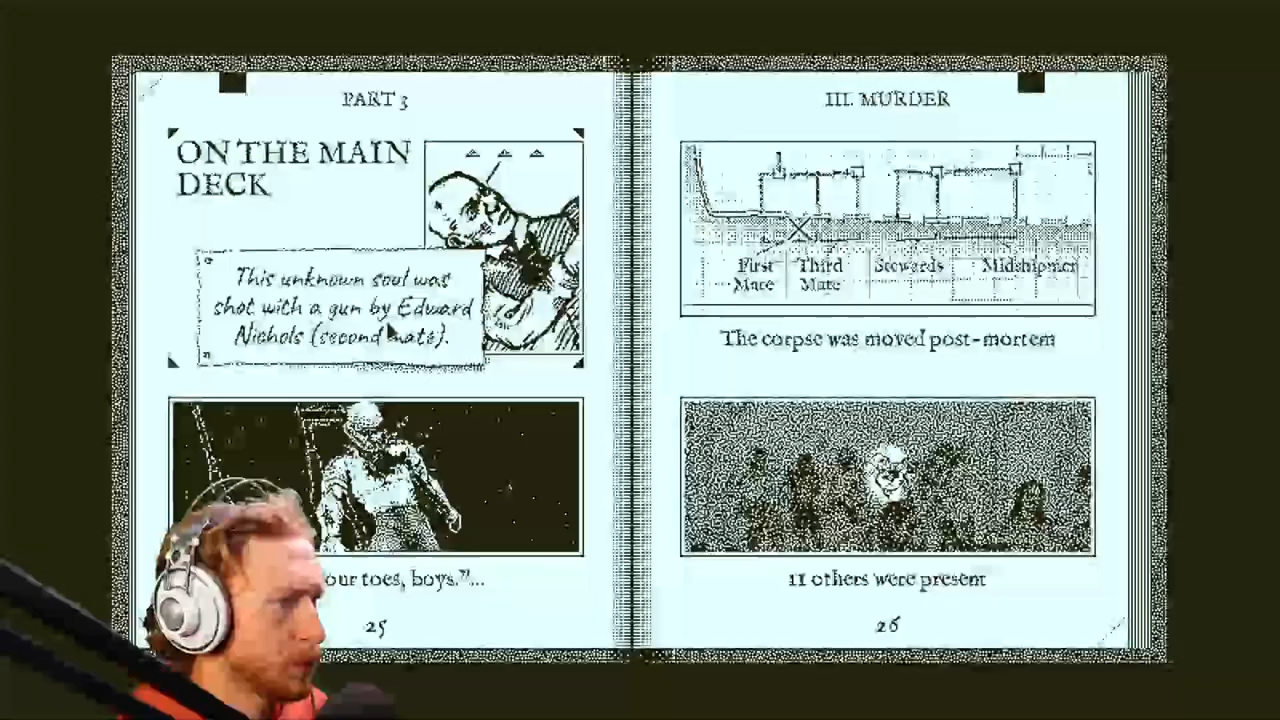 PART 3
ON THE MAIN
DECK
This unknown soul was
shot with a gun by Edward
Nichols (second mate).
our toes, boys."...
25
III. MURDER
First Third Stewards Midshipmen
Mate Mate
The corpse was moved post-mortem
11 others were present
26